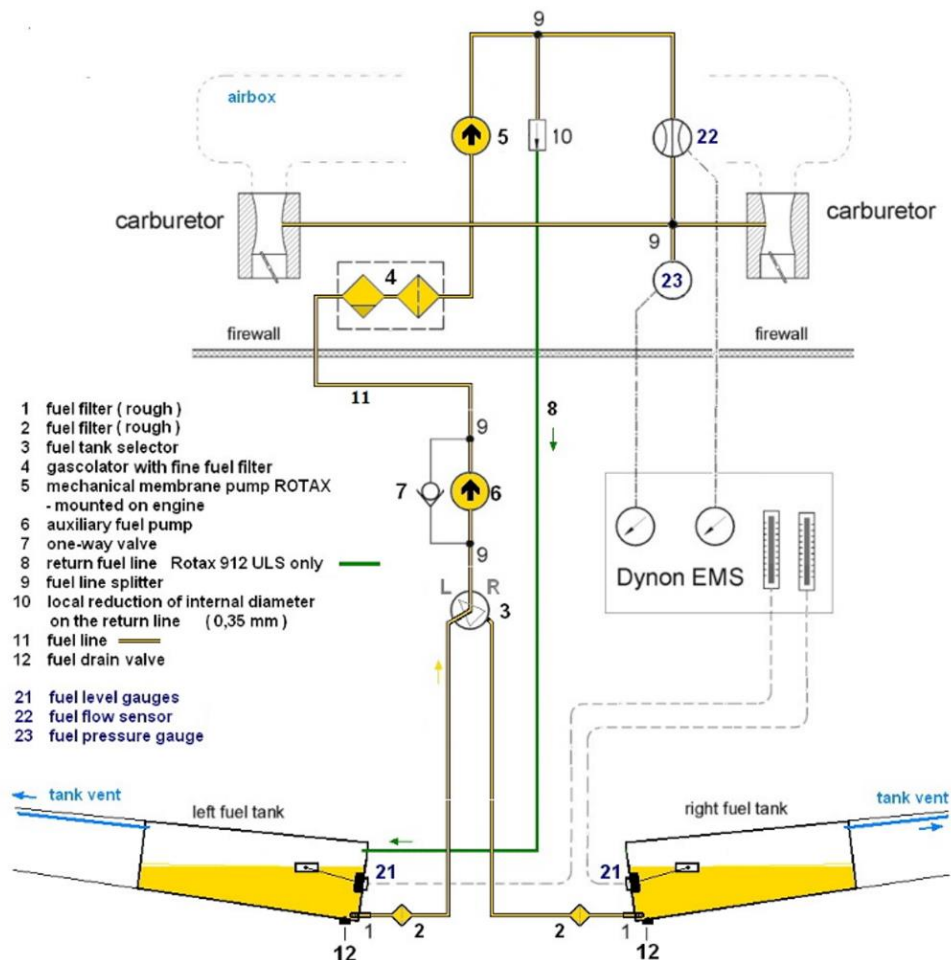 9
airbox
5
10
22
carburetor
carburetor
9
4
23
firewall
firewall
11
8
1 fuel filter ( rough )
2 fuel filter ( rough )
3 fuel tank selector
4 gascolator with fine fuel filter
5 mechanical membrane pump ROTAX
- mounted on engine
6 auxiliary fuel pump
7 one-way valve
8 return fuel line Rotax 912 ULS only
9 fuel line splitter
10 local reduction of internal diameter
on the return line ( 0,35 mm )
11 fuel line
12 fuel drain valve
21 fuel level gauges
22 fuel flow sensor
23 fuel pressure gauge
9
7
6
9
L R
3
Dynon EMS
tank vent
left fuel tank
right fuel tank
tank vent
21
21
1
2
2
1
12
12